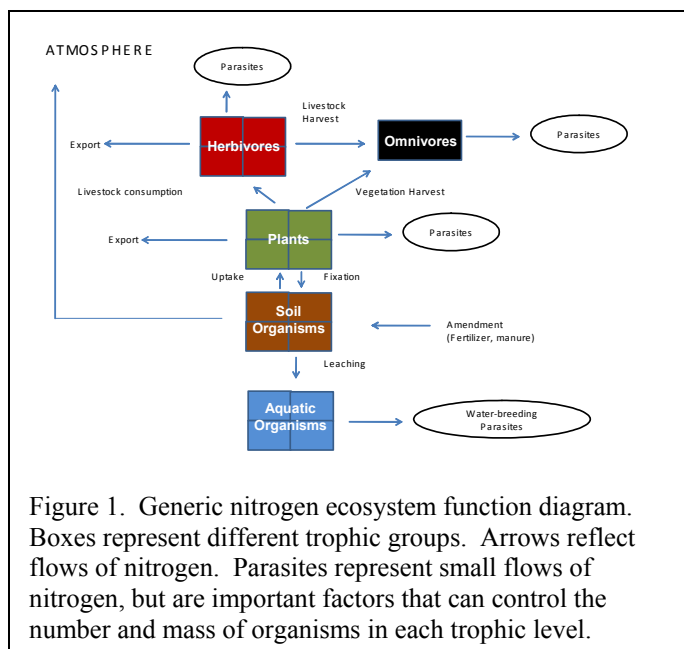 ATMOSPHERE
Parasites
Livestock
Harvest
Export
Herbivores
Omnivores
Parasites
Livestock consumption
Vegetation Harvest
Export
Plants
Parasites
Uptake
Fixation
Soil
Organisms
Amendment
(Fertilizer, manure)
Leaching
Aquatic
Organisms
Water-breeding
Parasites
Figure 1. Generic nitrogen ecosystem function diagram.
Boxes represent different trophic groups. Arrows reflect
flows of nitrogen. Parasites represent small flows of
nitrogen, but are important factors that can control the
number and mass of organisms in each trophic level.